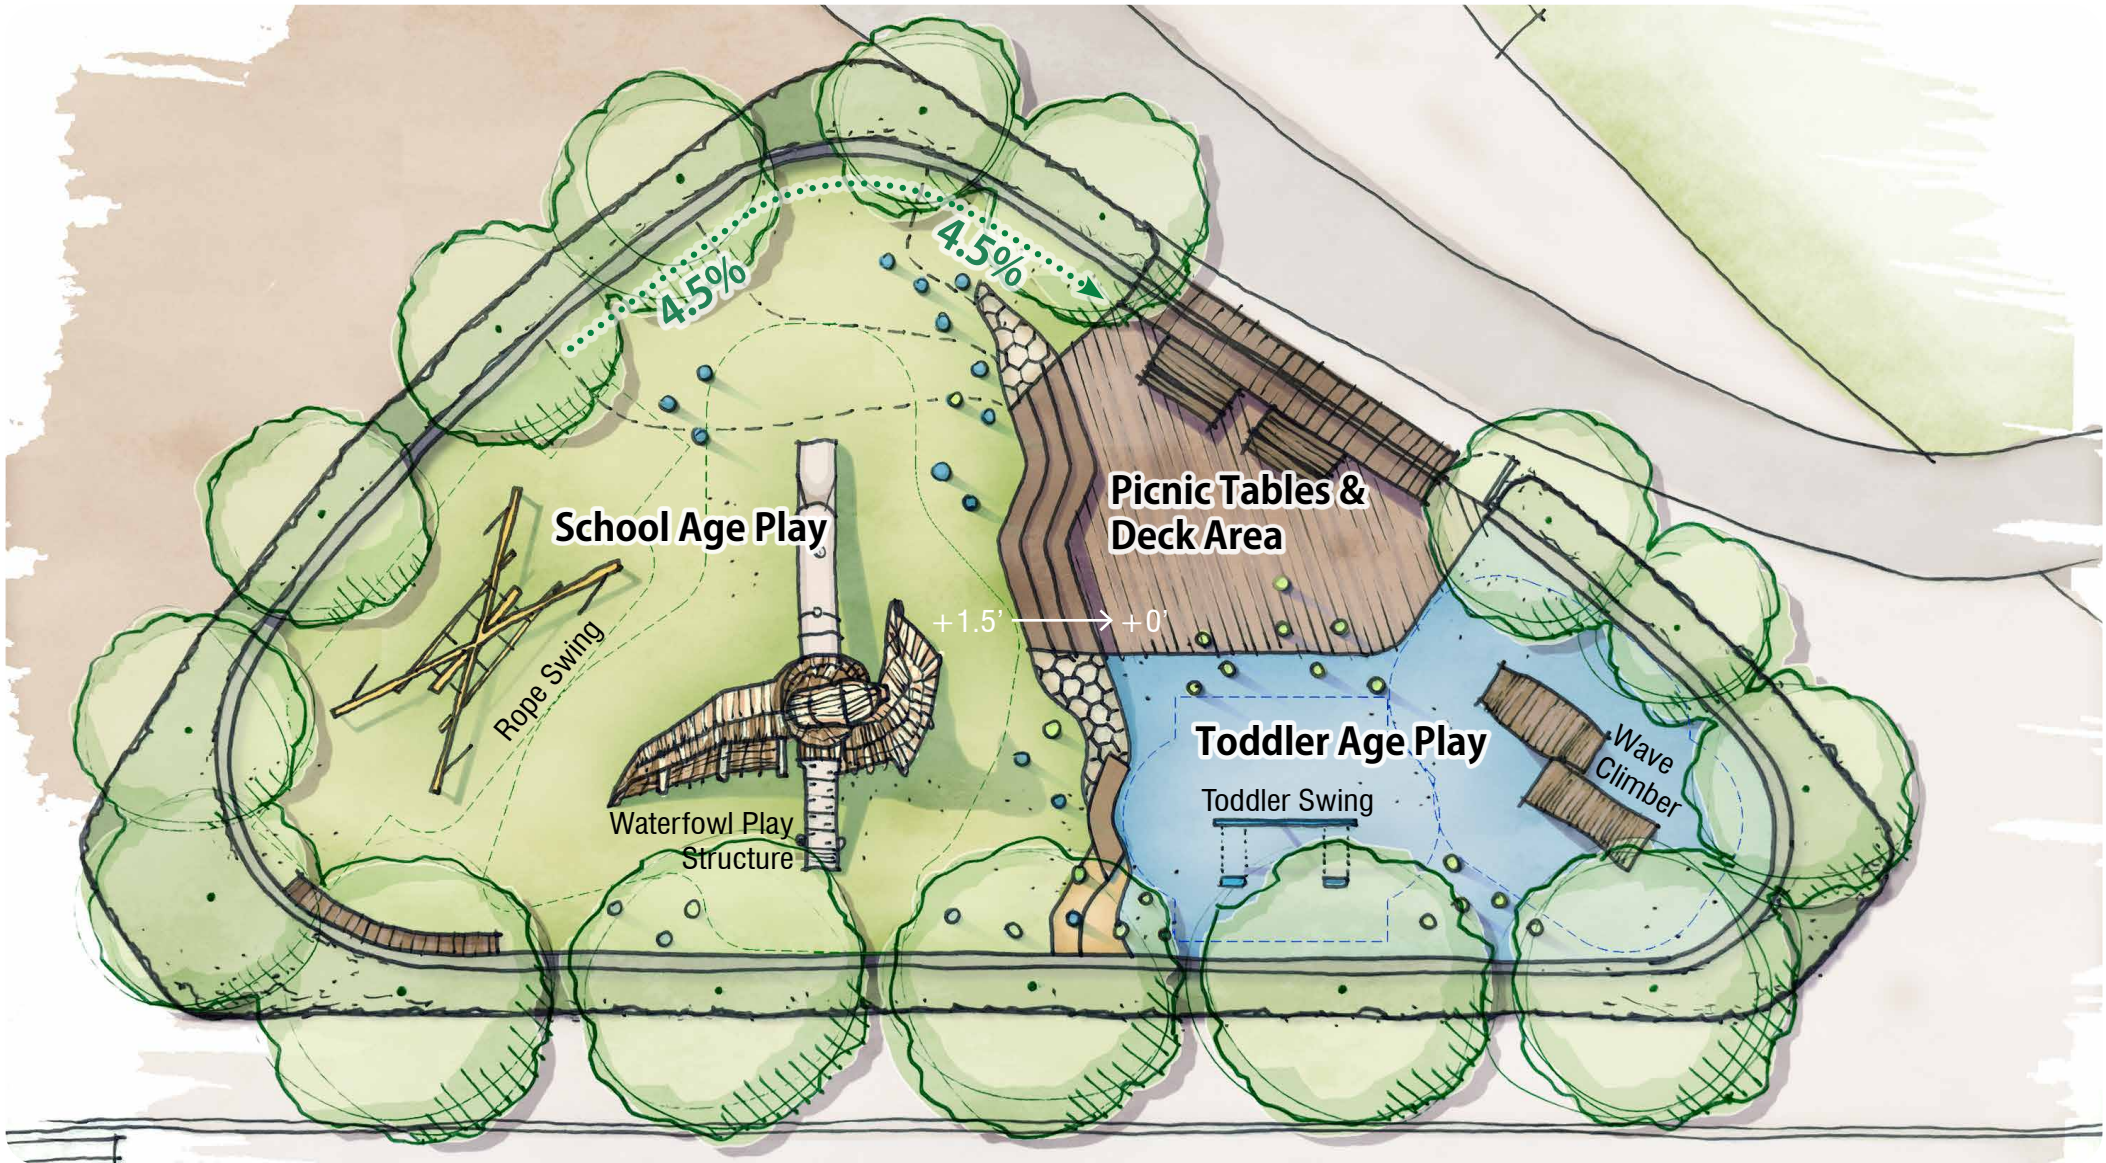 4.5%
4.5%
School Age Play
Picnic Tables &
Deck Area
Rope Swing
+1.5' +0'
Toddler Age Play
Wave
Climber
Toddler Swing
Waterfowl Play
Structure